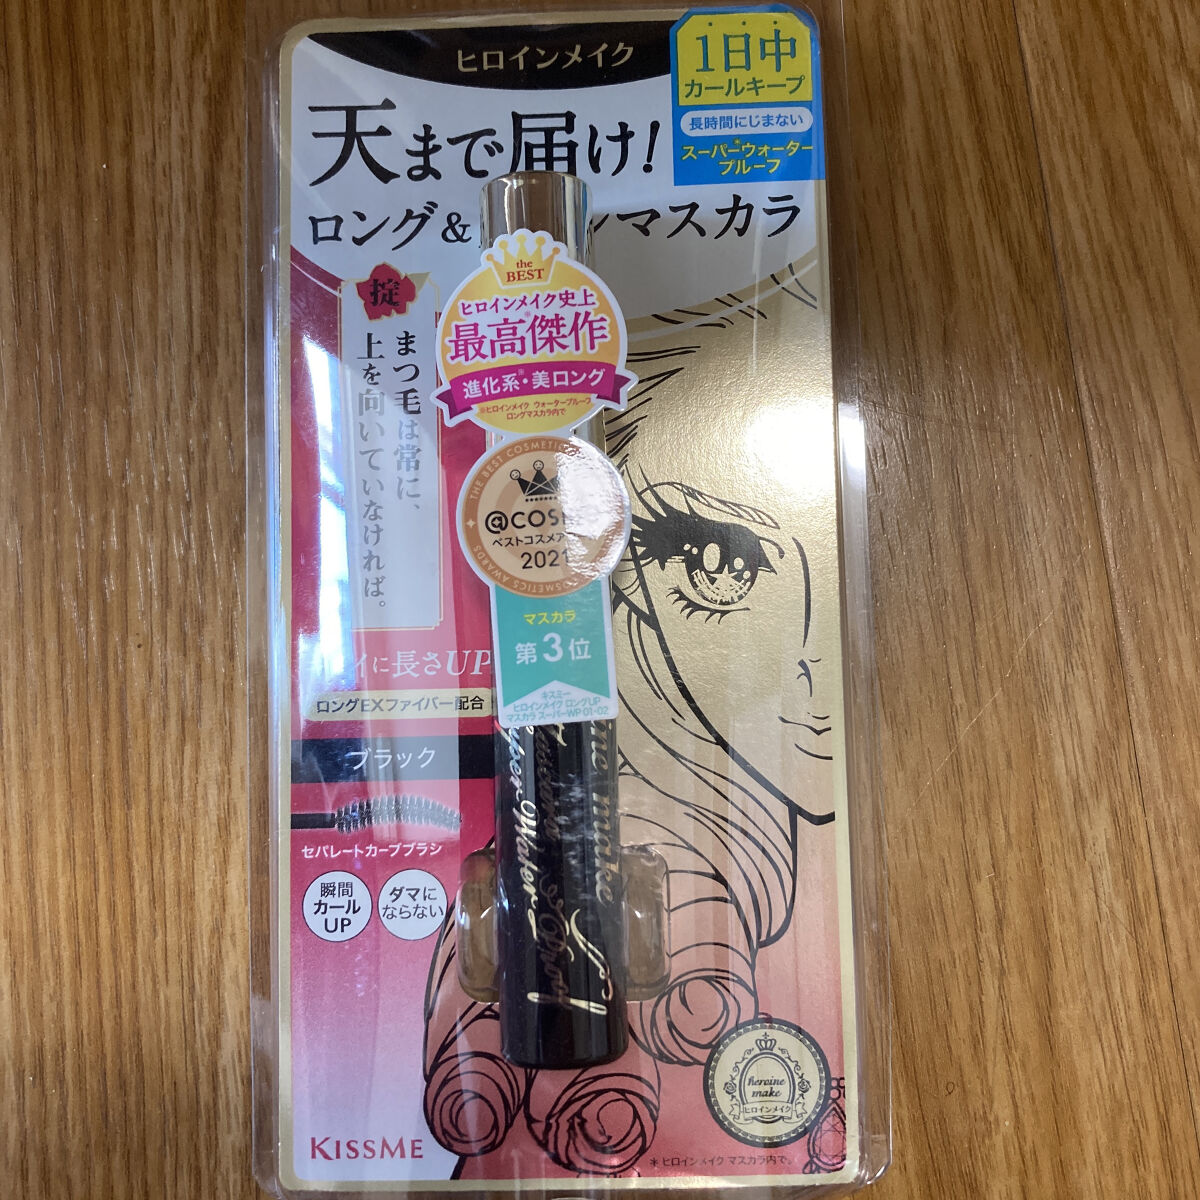 ヒロインメイク
1日中
カールキープ
長時間にじまない
スーパー※ウォーター
プルーフ
天まで届け!
ロング&
マスカラ
掟
まつ毛は常に、
上を向いていなければ。
the
BEST
ヒロインメイク史上
最高※傑作
進化系※・美ロング
※ヒロインメイク ウォータープルーフ
ロングマスカラ内で
THE BEST COSMETIC
@COS
ベストコスメア
2021
COSMETICS AWARDS
マスカラ
第3位
キスミー
ヒロインメイク ロングUP
マスカラ スーパーWP 01・02
イに長さUP
ロングEXファイバー配合
ブラック
セパレートカーブブラシ
瞬間
カール
UP
ダマに
ならない
make
Water
Proof
heroine
make
ヒロインメイク
KISSME
※ヒロインメイク マスカラ内で。